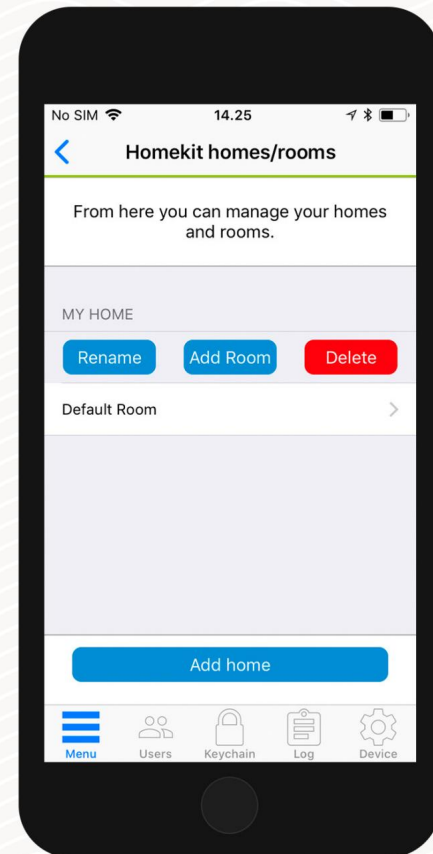 No SIM 14.25
Homekit homes/rooms
From here you can manage your homes
and rooms.
MY HOME
Rename Add Room Delete
Default Room
Add home
Menu Users Keychain Log Device